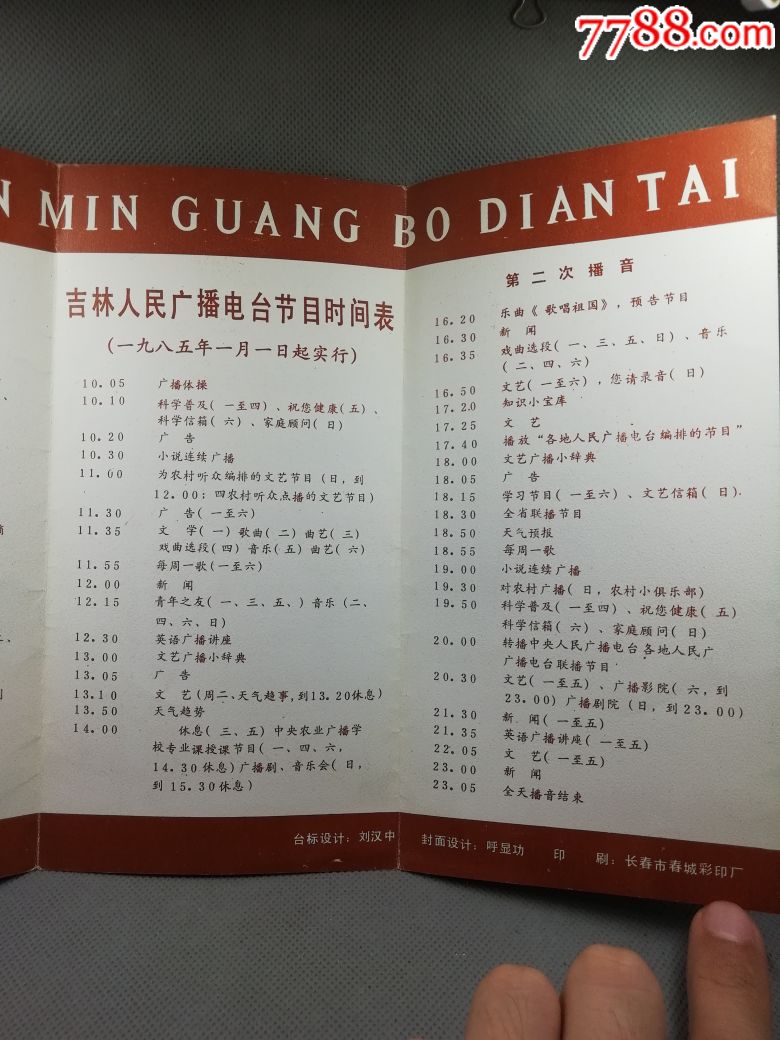 7788.com
N MIN GUANG BO DIAN TAI
吉林人民广播电台节目时间表
(一九八五年一月一日起实行)
10.05 广播体操
10.10 科学普及(一至四)、祝您健康(五)、
科学信箱(六)、家庭顾问(日)
10.20 广 告
10.30 小说连续广播
11.00 为农村听众编排的文艺节目(日,到
12.00;四农村听众点播的文艺节目)
11.30 广 告(一至六)
11.35 文 学(一)歌曲(二)曲艺(三)
戏曲选段(四)音乐(五)曲艺(六)
11.55 每周一歌(一至六)
12.00 新 闻
12.15 青年之友(一、三、五、)音乐(二、
四、六、日)
12.30 英语广播讲座
13.00 文艺广播小辞典
13.05 广 告
13.10 文 艺(周二、天气趋事,到13.20休息)
13.50 天气趋势
14.00 休息(三、五)中央农业广播学
校专业课授课节目(一、四、六,
14.30休息)广播剧、音乐会(日,
到15.30休息)
第二次播音
16.20 乐曲《歌唱祖国》,预告节目
16.30 新 闻
16.35 戏曲选段(一、三、五、日)、音乐
(二、四、六)
16.50 文艺(一至六),您请录音(日)
17.20 知识小宝库
17.25 文 艺
17.40 播放“各地人民广播电台编排的节目”
18.00 文艺广播小辞典
18.05 广 告
18.15 学习节目(一至六)、文艺信箱(日).
18.30 全省联播节目
18.50 天气预报
18.55 每周一歌
19.00 小说连续广播
19.30 对农村广播(日,农村小俱乐部)
19.50 科学普及(一至四)、祝您健康(五)
科学信箱(六)、家庭顾问(日)
20.00 转播中央人民广播电台各地人民广
广播电台联播节目
20.30 文艺(一至五)、广播影院(六,到
23.00)广播剧院(日,到23.00)
21.30 新 闻(一至五)
21.35 英语广播讲座(一至五)
22.05 文 艺(一至五)
23.00 新 闻
23.05 全天播音结束
台标设计:刘汉中 封面设计:呼显功 印 刷:长春市春城彩印厂